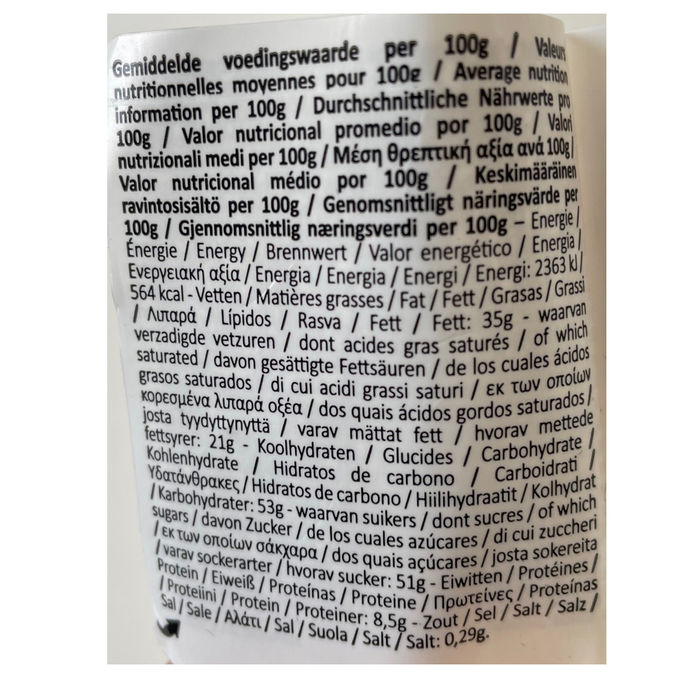 Gemiddelde voedingswaarde per 100g / Valeurs
nutritionnelles moyennes pour 100g / Average nutrition
information per 100g / Durchschnittliche Nährwerte pro
100g / Valor nutricional promedio por 100g / Valori
nutrizionali medi per 100g / Μέση θρεπτική αξία ανά 100g /
Valor nutricional médio por 100g / Keskimääräinen
ravintosisältö per 100g / Genomsnittligt näringsvärde per
100g / Gjennomsnittlig næringsverdi per 100g – Energie /
Énergie / Energy / Brennwert / Valor energético / Energia /
Ενεργειακή αξία / Energia / Energia / Energi / Energi: 2363 kJ /
564 kcal - Vetten / Matières grasses / Fat / Fett / Grasas / Grassi
/ Λιπαρά / Lípidos / Rasva / Fett / Fett: 35g - waarvan
verzadigde vetzuren / dont acides gras saturés / of which
saturated / davon gesättigte Fettsäuren / de los cuales ácidos
grasos saturados / di cui acidi grassi saturi / εκ των οποίων
κορεσμένα λιπαρά οξέα / dos quais ácidos gordos saturados /
josta tyydyttynyttä / varav mättat fett / hvorav mettede
fettsyrer: 21g - Koolhydraten / Glucides / Carbohydrate /
Kohlenhydrate / Hidratos de carbono / Carboidrati /
Υδατάνθρακες / Hidratos de carbono / Hiilihydraatit / Kolhydrat
/ Karbohydrater: 53g - waarvan suikers / dont sucres / of which
sugars / davon Zucker / de los cuales azúcares / di cui zuccheri
/ εκ των οποίων σάκχαρα / dos quais açúcares / josta sokereita
/ varav sockerarter / hvorav sucker: 51g - Eiwitten / Protéines /
Protein / Eiweiß / Proteínas / Proteine / Πρωτεΐνες / Proteínas
/ Proteiini / Protein / Proteiner: 8,5g - Zout / Sel / Salt / Salz /
Sal / Sale / Αλάτι / Sal / Suola / Salt / Salt: 0,29g.